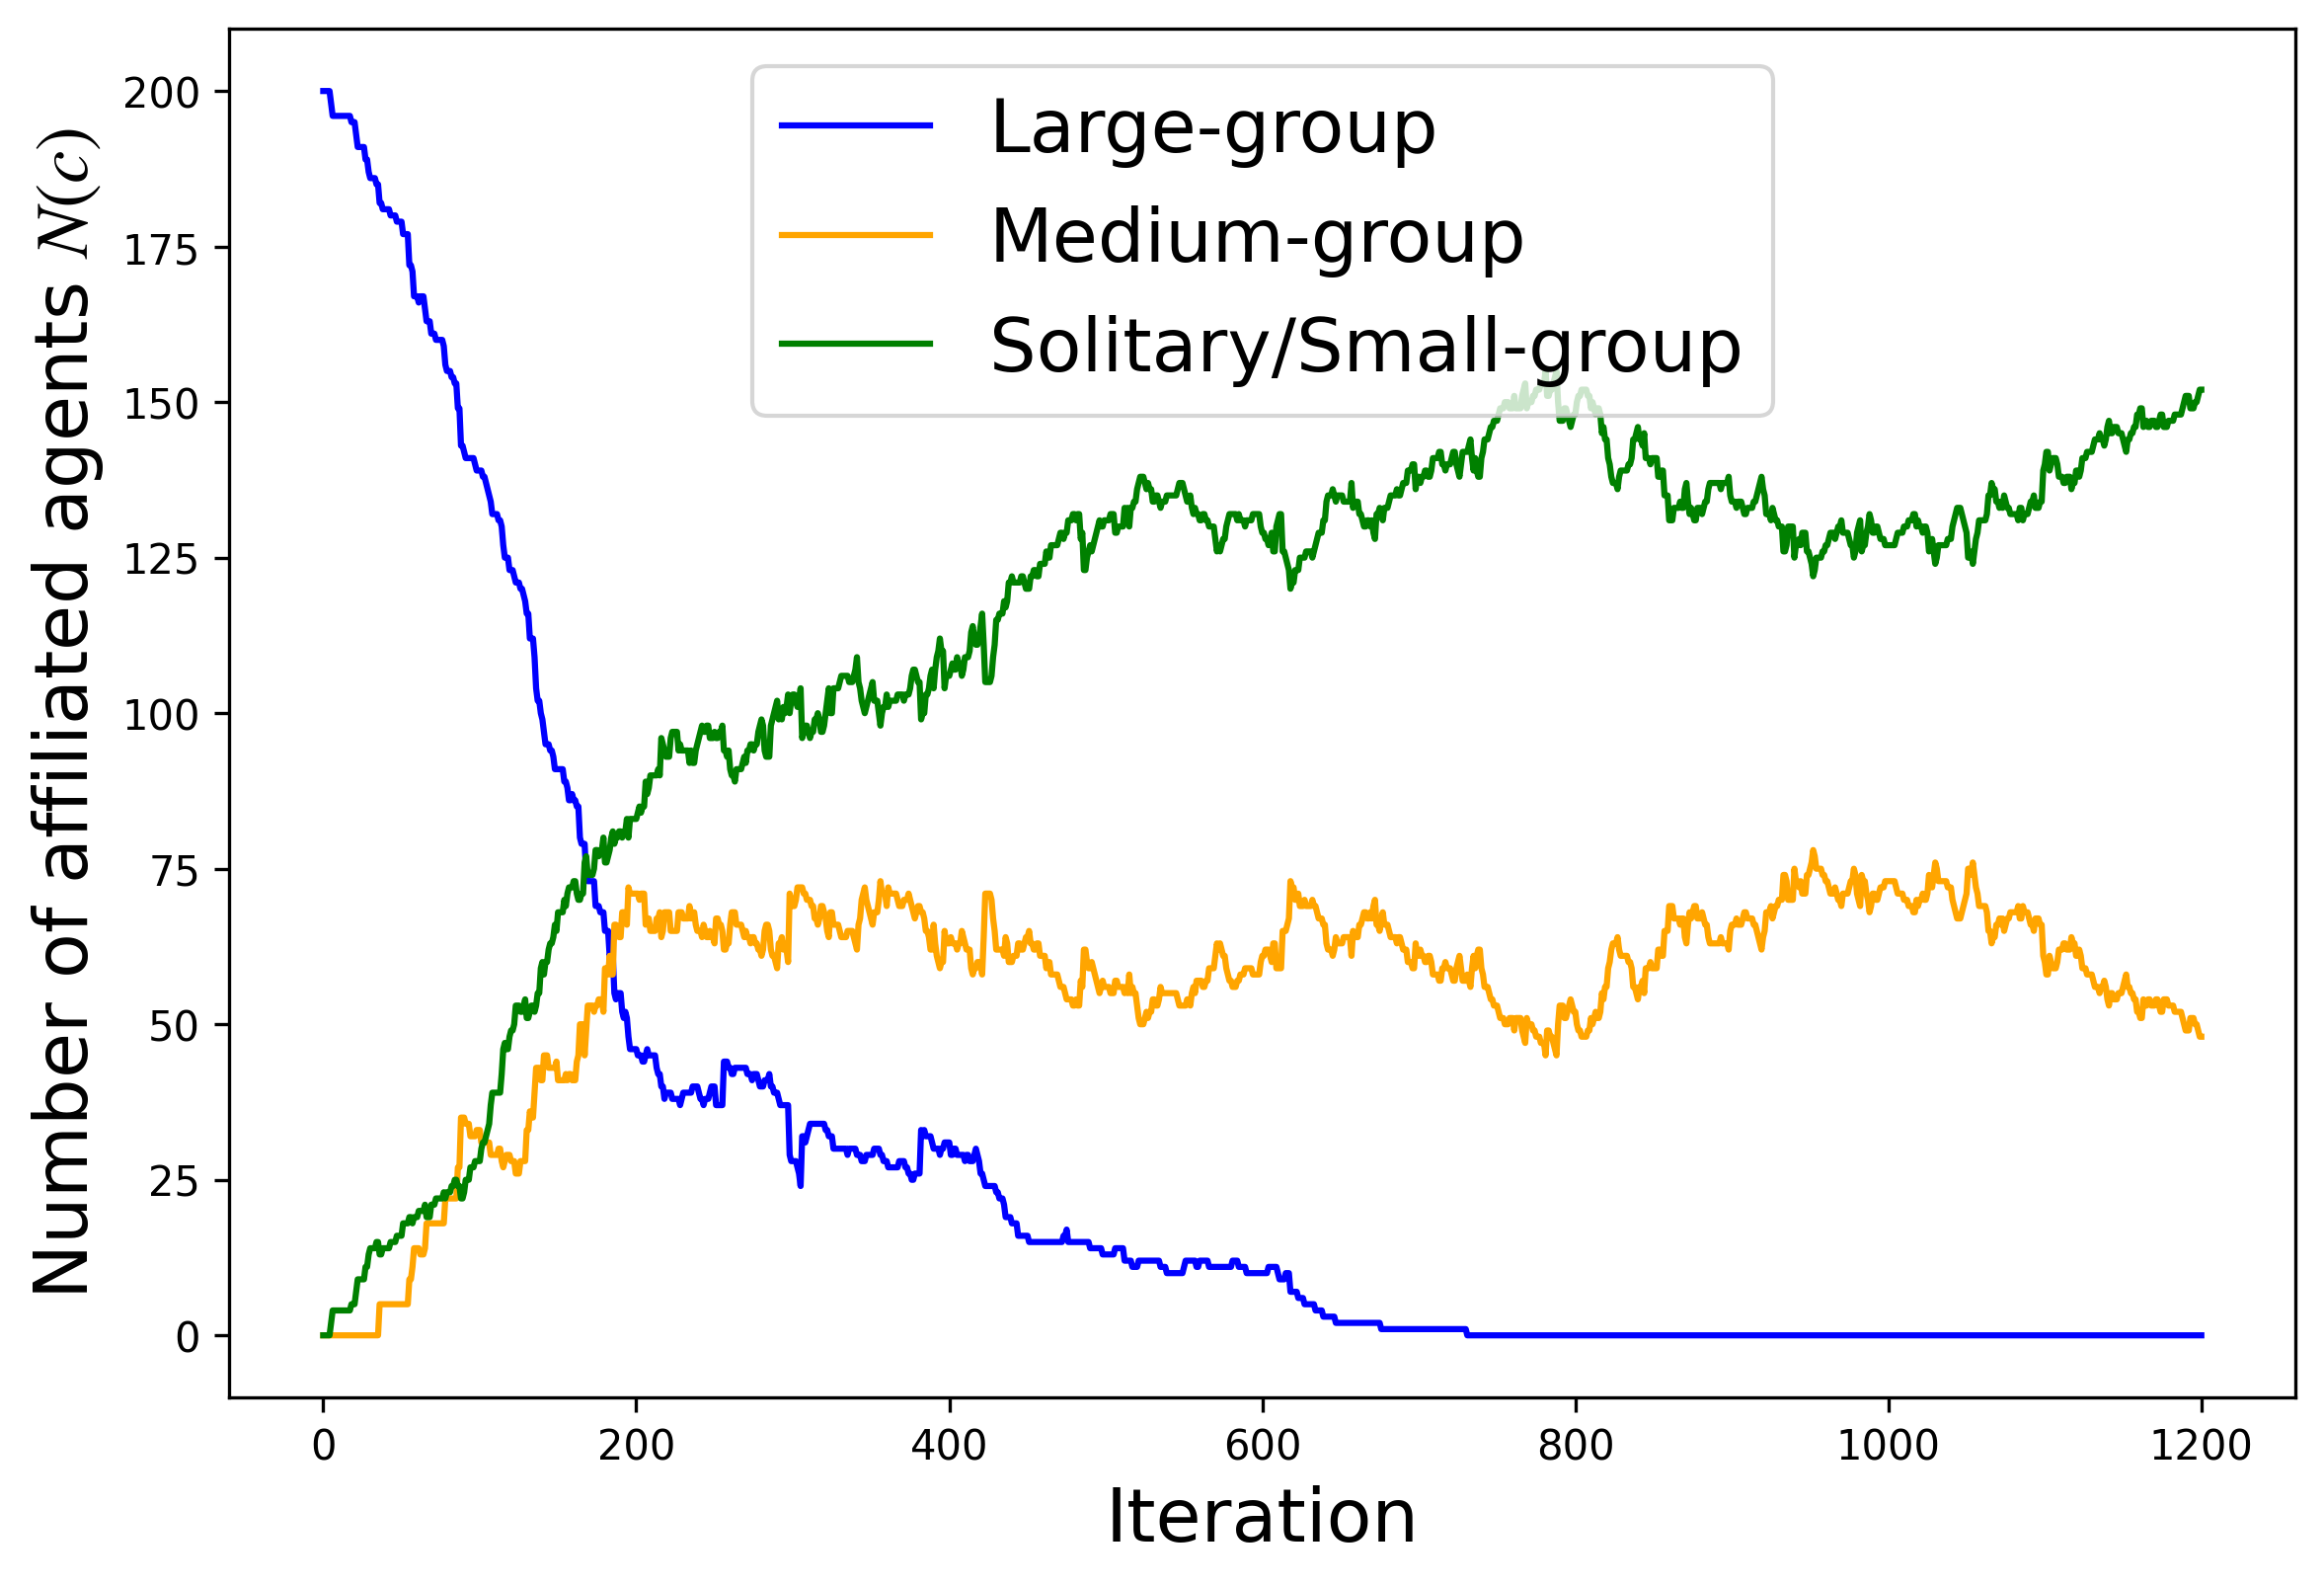 Number of affiliated agents N(c)
200
175
150
125
100
75
50
25
0
Large-group
Medium-group
Solitary/Small-group
0 200 400 600 800 1000 1200
Iteration